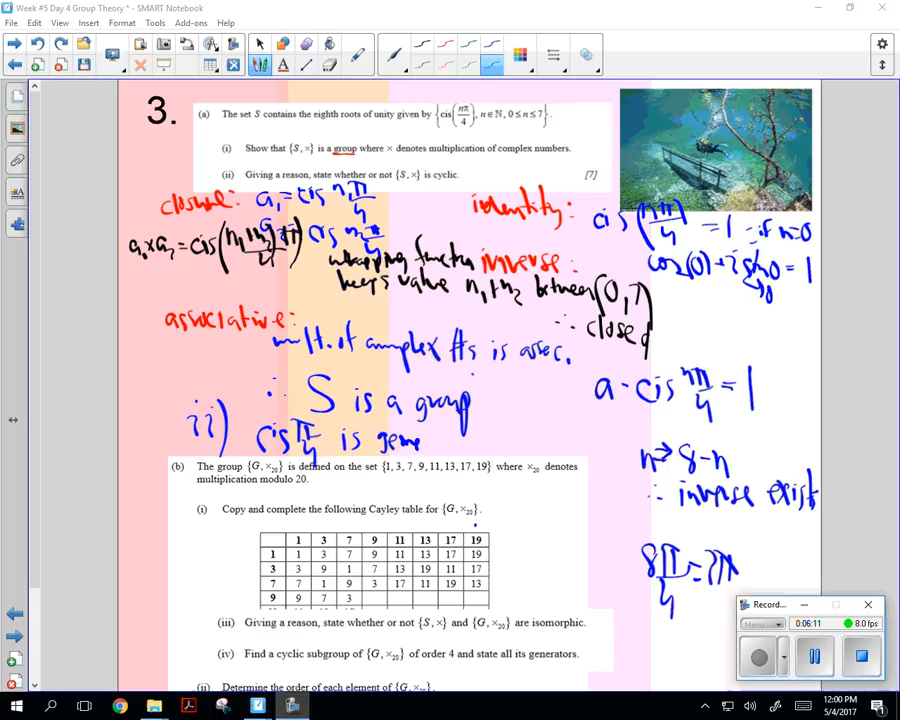 Week #5 Day 4 Group Theory * - SMART Notebook
File Edit View Insert Format Tools Add-ons Help
3.
(a) The set S contains the eighth roots of unity given by {cis(nπ/4), n∈ℕ, 0≤n≤7}.
(i) Show that {S,×} is a group where × denotes multiplication of complex numbers.
(ii) Giving a reason, state whether or not {S,×} is cyclic.
[7]
closure: a₁ = cis n₁π/4
a₂ = cis n₂π/4
a₁×a₂ = cis((n₁+n₂)π/4)
wrapping function
keeps value n₁+n₂ between (0,7)
∴ closed
identity: cis(nπ/4) = 1 if n=0
cos(0) + i sin 0 = 1
0
inverse:
associative:
mult. of complex #s is assoc.
∴ S is a group
a · cis nπ/4 = 1
n → 8-n
∴ inverse exists
8π/4 = 2π
ii) cis π/4 is gene
(b) The group {G,×₂₀} is defined on the set {1, 3, 7, 9, 11, 13, 17, 19} where ×₂₀ denotes
multiplication modulo 20.
(i) Copy and complete the following Cayley table for {G,×₂₀}.
1 3 7 9 11 13 17 19
1 1 3 7 9 11 13 17 19
3 3 9 1 7 13 19 11 17
7 7 1 9 3 17 11 19 13
9 9 7 3
(iii) Giving a reason, state whether or not {S,×} and {G,×₂₀} are isomorphic.
(iv) Find a cyclic subgroup of {G,×₂₀} of order 4 and state all its generators.
(ii) Determine the order of each element of {G,×₂₀}.
Record...
Menu
0:06:11
8.0 fps
12:00 PM
5/4/2017